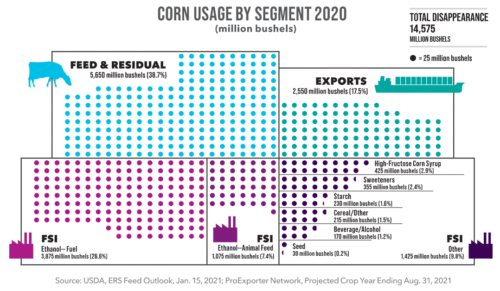 CORN USAGE BY SEGMENT 2020
(million bushels)
TOTAL DISAPPEARANCE
14,575
MILLION BUSHELS
= 25 million bushels
FEED & RESIDUAL
5,650 million bushels (38.7%)
EXPORTS
2,550 million bushels (17.5%)
High-Fructose Corn Syrup
425 million bushels (2.9%)
Sweeteners
355 million bushels (2.4%)
Starch
230 million bushels (1.6%)
Cereal/Other
215 million bushels (1.5%)
Beverage/Alcohol
170 million bushels (1.2%)
Seed
30 million bushels (0.2%)
FSI
Ethanol—Fuel
3,875 million bushels (26.6%)
FSI
Ethanol—Animal Feed
1,075 million bushels (7.4%)
FSI
Other
1,425 million bushels (9.8%)
Source: USDA, ERS Feed Outlook, Jan. 15, 2021; ProExporter Network, Projected Crop Year Ending Aug. 31, 2021